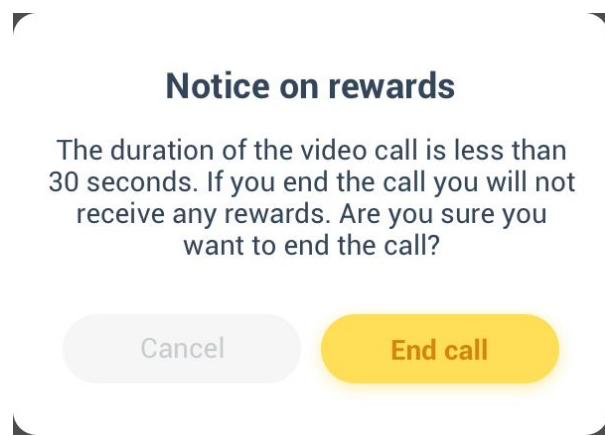 Notice on rewards
The duration of the video call is less than
30 seconds. If you end the call you will not
receive any rewards. Are you sure you
want to end the call?
Cancel
End call